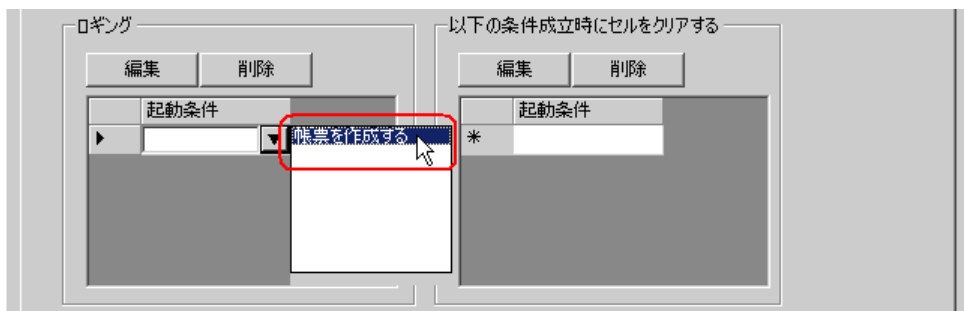 ロギング
編集 削除
起動条件
帳票を作成する
以下の条件成立時にセルをクリアする
編集 削除
起動条件
*